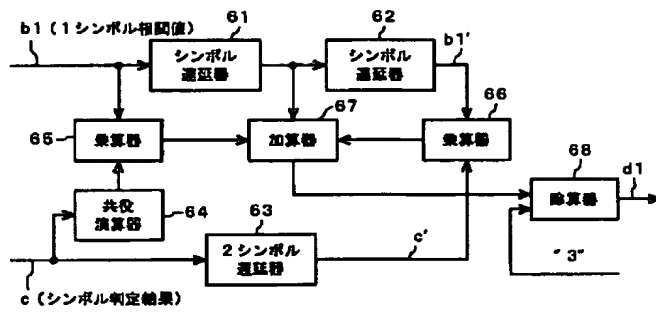 b1（1シンボル相関値）
61
シンボル
遅延器
62
シンボル
遅延器
b1'
65
乗算器
67
加算器
66
乗算器
68
除算器
d1
共役
演算器
64
63
2シンボル
遅延器
c'
"3"
c（シンボル判定結果）